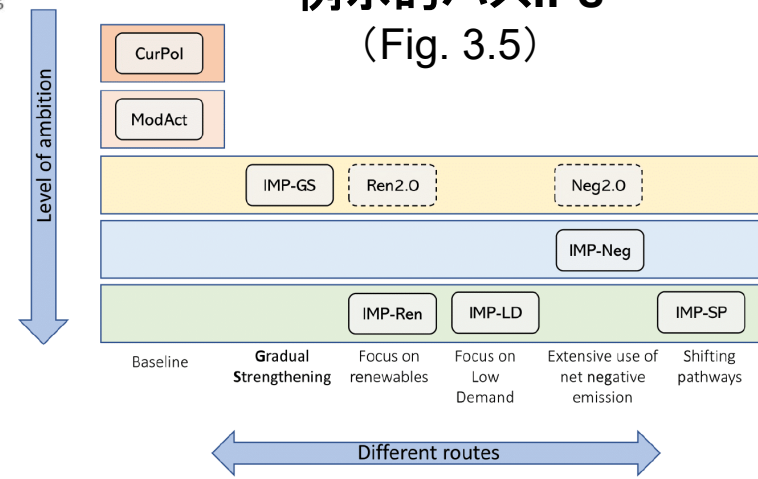 (Fig. 3.5)
Level of ambition
CurPol
ModAct
IMP-GS
Ren2.0
Neg2.0
IMP-Neg
IMP-Ren
IMP-LD
IMP-SP
Baseline
Gradual
Strengthening
Focus on
renewables
Focus on
Low
Demand
Extensive use of
net negative
emission
Shifting
pathways
Different routes